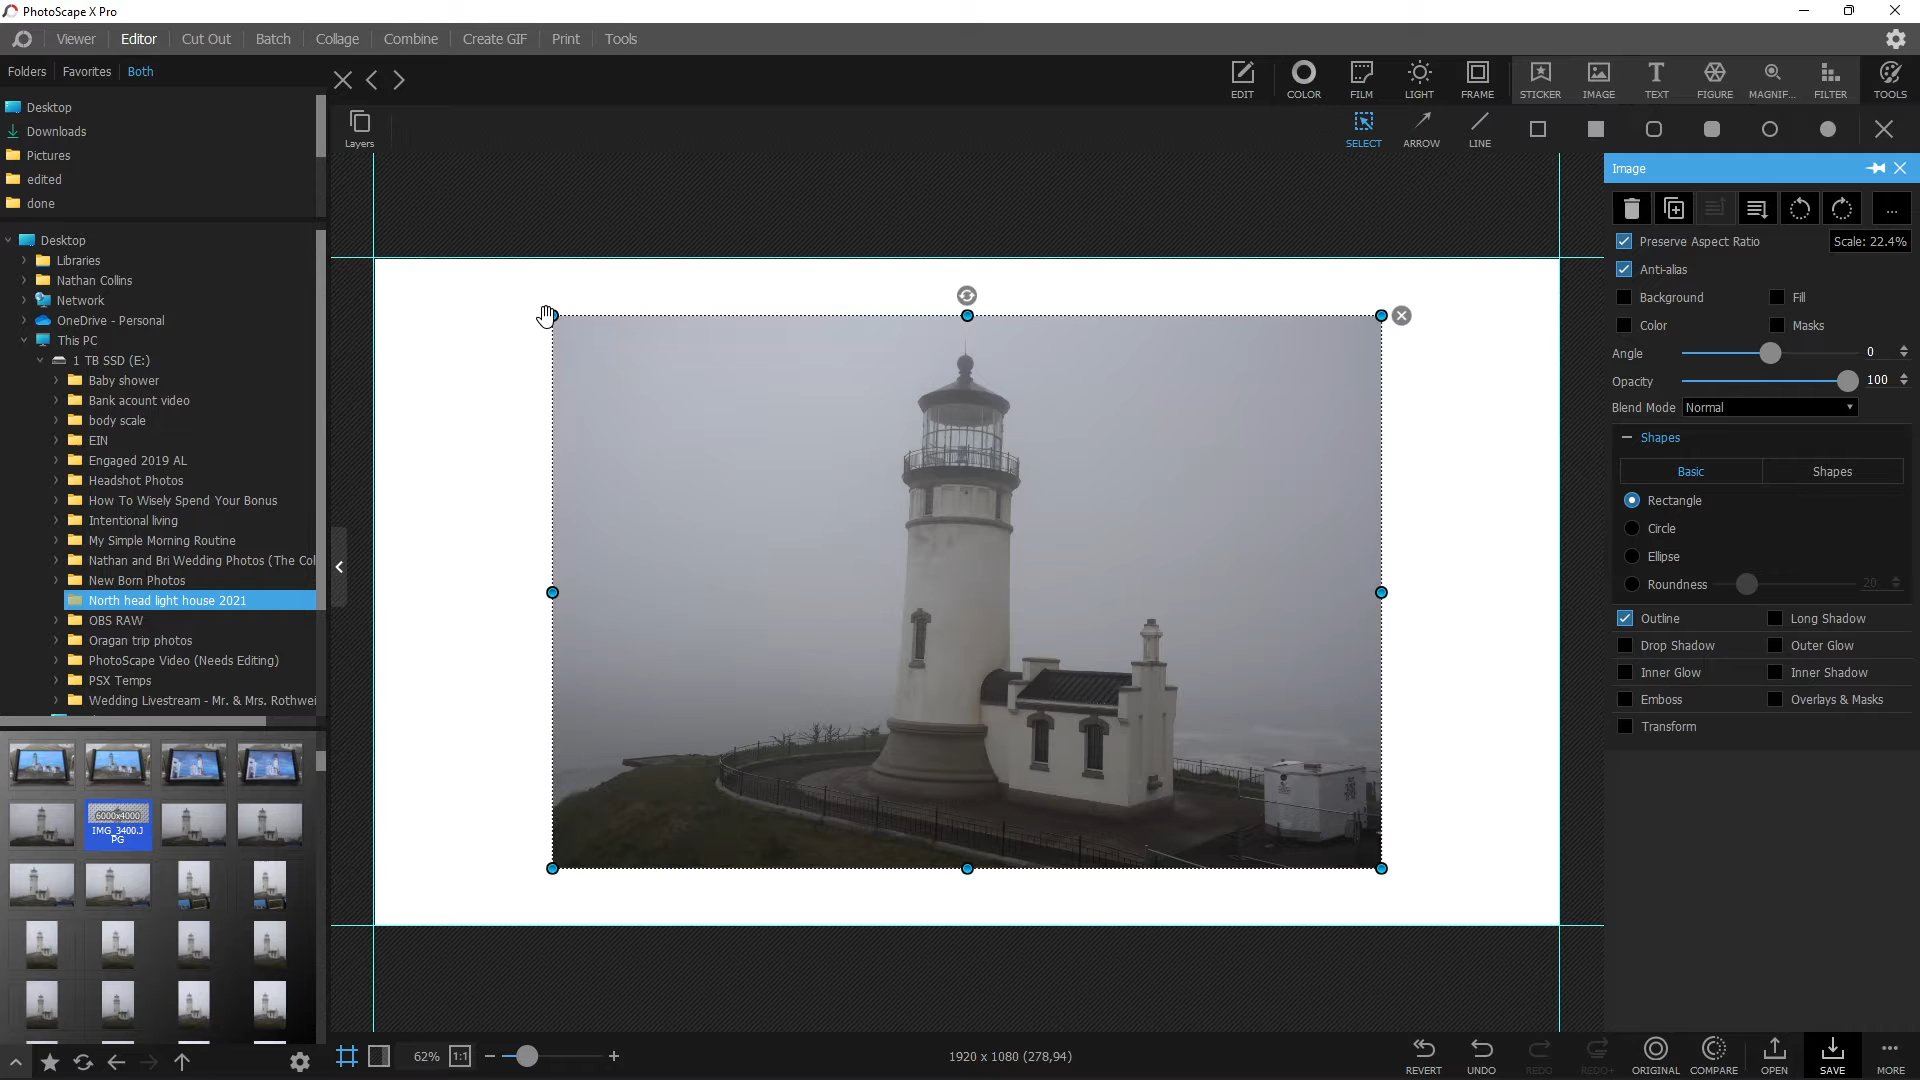 PhotoScape X Pro
Viewer Editor Cut Out Batch Collage Combine Create GIF Print Tools
Folders Favorites Both
EDIT COLOR FILM LIGHT FRAME STICKER IMAGE TEXT FIGURE MAGNIF... FILTER TOOLS
Layers SELECT ARROW LINE
Desktop
Downloads
Pictures
edited
done
Desktop
Libraries
Nathan Collins
Network
OneDrive - Personal
This PC
1 TB SSD (E:)
Baby shower
Bank acount video
body scale
EIN
Engaged 2019 AL
Headshot Photos
How To Wisely Spend Your Bonus
Intentional living
My Simple Morning Routine
Nathan and Bri Wedding Photos (The Col
New Born Photos
North head light house 2021
OBS RAW
Oragan trip photos
PhotoScape Video (Needs Editing)
PSX Temps
Wedding Livestream - Mr. & Mrs. Rothwei
6000x4000
IMG_3400.J
PG
Image
...
Preserve Aspect Ratio Scale: 22.4%
Anti-alias
Background Fill
Color Masks
Angle 0
Opacity 100
Blend Mode Normal
Shapes
Basic Shapes
Rectangle
Circle
Ellipse
Roundness 20
Outline Long Shadow
Drop Shadow Outer Glow
Inner Glow Inner Shadow
Emboss Overlays & Masks
Transform
62% 1:1 1920 x 1080 (278,94)
REVERT UNDO REDO REDO+ ORIGINAL COMPARE OPEN SAVE MORE